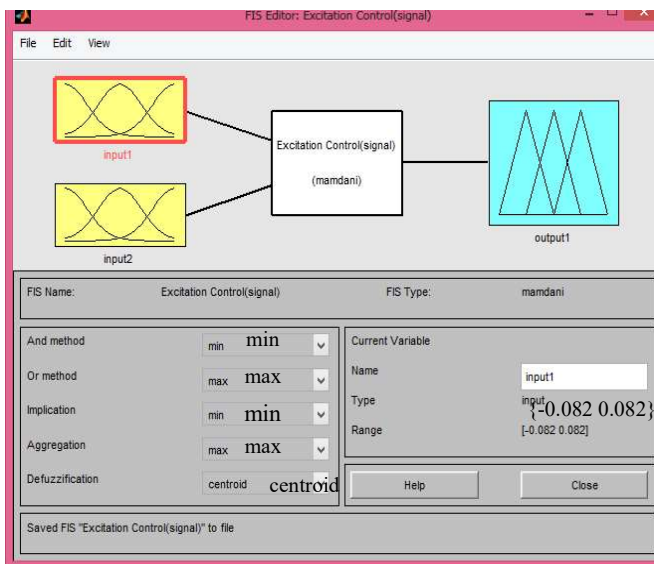 FIS Editor: Excitation Control(signal)
File Edit View
input1
input2
Excitation Control(signal)
(mamdani)
output1
FIS Name: Excitation Control(signal) FIS Type: mamdani
And method min min
Or method max max
Implication min min
Aggregation max max
Defuzzification centroid centroid
Current Variable
Name input1
Type input
{-0.082 0.082}
Range [-0.082 0.082]
Help Close
Saved FIS "Excitation Control(signal)" to file